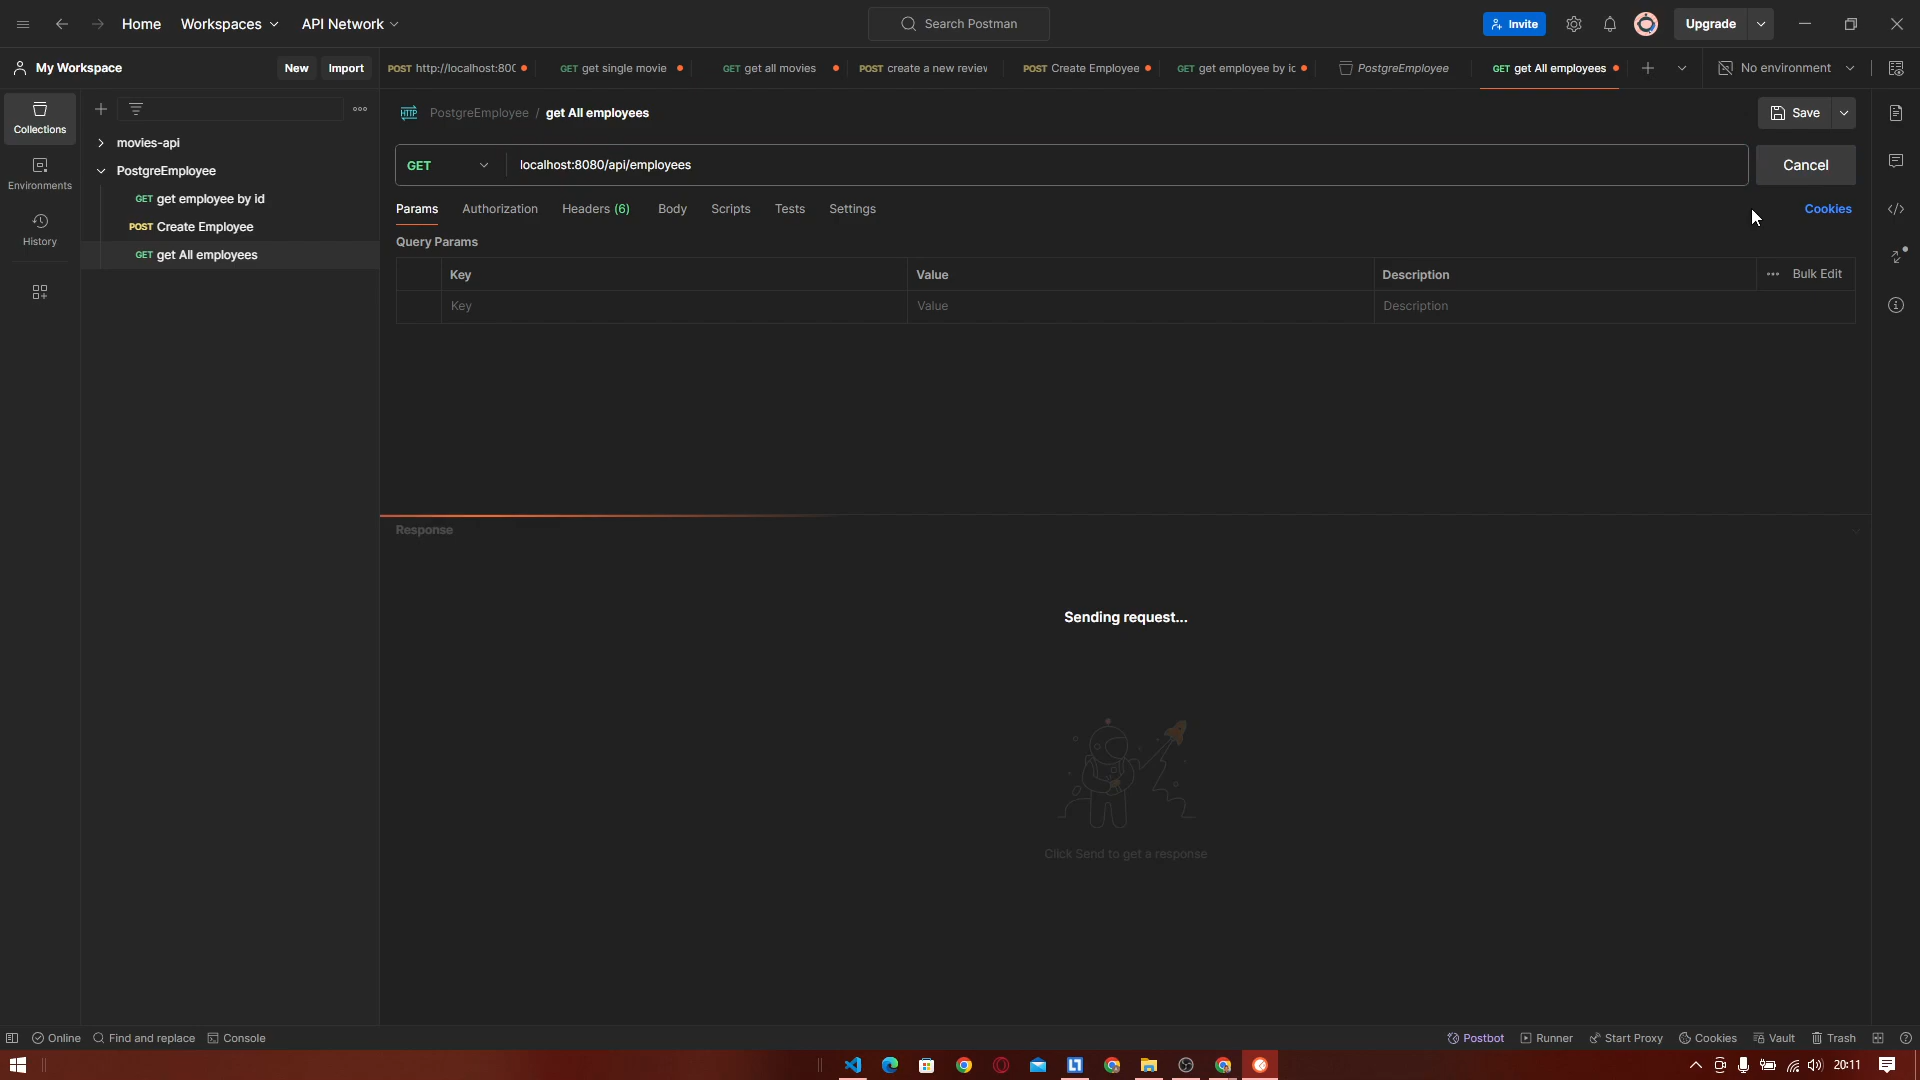 Home Workspaces API Network Search Postman Invite Upgrade
My Workspace New Import POST http://localhost:80 GET get single movie GET get all movies POST create a new review POST Create Employee GET get employee by ic PostgreEmployee GET get All employees No environment
HTTP PostgreEmployee / get All employees Save
GET localhost:8080/api/employees Cancel
Params Authorization Headers (6) Body Scripts Tests Settings Cookies
Query Params
Key Value Description Bulk Edit
Key Value Description
Collections
Environments
History
movies-api
PostgreEmployee
GET get employee by id
POST Create Employee
GET get All employees
Response
Sending request...
Click Send to get a response
Online Find and replace Console Postbot Runner Start Proxy Cookies Vault Trash
20:11